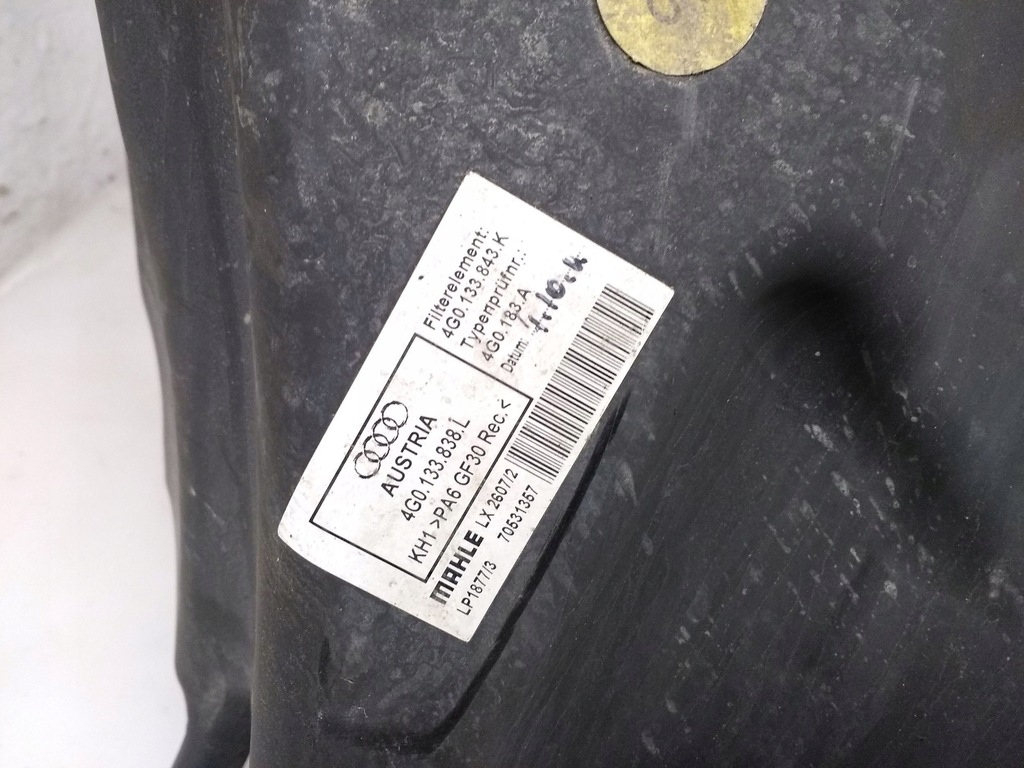 Filterelement:
4G0.133.843.K
Typenprüfnr.:
4G0.183.A
Datum:
AUSTRIA
4G0.133.838.L
KH1 >PA6 GF30 Rec.<
MAHLE LX 2607/2
LP1877/3 70531357